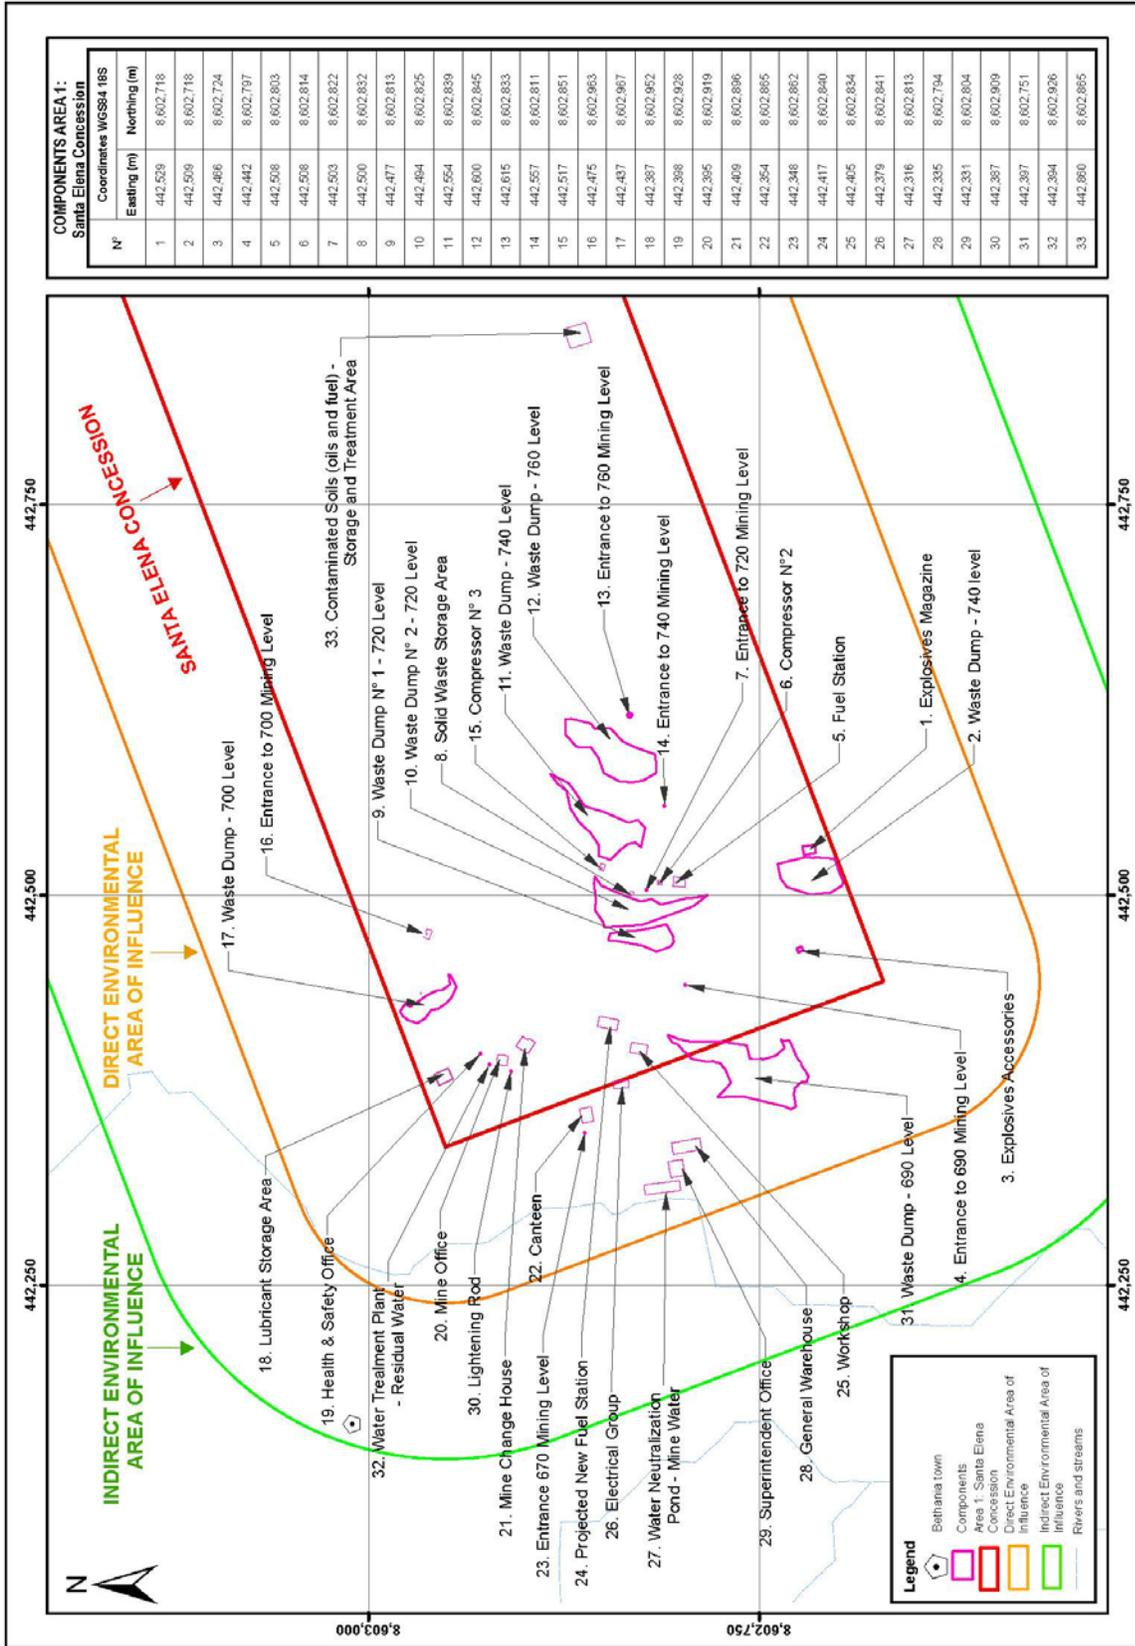 COMPONENTS AREA 1:
Santa Elena Concession
N° Coordinates WGS84 18S
Easting (m) Northing (m)
1 442,529 8,602,718
2 442,509 8,602,718
3 442,466 8,602,724
4 442,442 8,602,797
5 442,508 8,602,803
6 442,508 8,602,814
7 442,503 8,602,822
8 442,500 8,602,832
9 442,477 8,602,813
10 442,494 8,602,825
11 442,554 8,602,839
12 442,600 8,602,845
13 442,615 8,602,833
14 442,557 8,602,811
15 442,517 8,602,851
16 442,475 8,602,963
17 442,437 8,602,967
18 442,387 8,602,952
19 442,398 8,602,928
20 442,395 8,602,919
21 442,409 8,602,896
22 442,354 8,602,865
23 442,348 8,602,862
24 442,417 8,602,840
25 442,405 8,602,834
26 442,379 8,602,841
27 442,316 8,602,813
28 442,335 8,602,794
29 442,331 8,602,804
30 442,387 8,602,909
31 442,397 8,602,751
32 442,394 8,602,926
33 442,860 8,602,865
442,250
442,500
442,750
INDIRECT ENVIRONMENTAL
AREA OF INFLUENCE
DIRECT ENVIRONMENTAL
AREA OF INFLUENCE
SANTA ELENA CONCESSION
17. Waste Dump - 700 Level
16. Entrance to 700 Mining Level
33. Contaminated Soils (oils and fuel) -
Storage and Treatment Area
9. Waste Dump N° 1 - 720 Level
10. Waste Dump N° 2 - 720 Level
8. Solid Waste Storage Area
15. Compressor N° 3
11. Waste Dump - 740 Level
12. Waste Dump - 760 Level
13. Entrance to 760 Mining Level
14. Entrance to 740 Mining Level
7. Entrance to 720 Mining Level
6. Compressor N°2
5. Fuel Station
1. Explosives Magazine
2. Waste Dump - 740 level
18. Lubricant Storage Area
19. Health & Safety Office
32. Water Treatment Plant
- Residual Water
20. Mine Office
30. Lightening Rod
21. Mine Change House
22. Canteen
23. Entrance 670 Mining Level
24. Projected New Fuel Station
26. Electrical Group
27. Water Neutralization
Pond - Mine Water
29. Superintendent Office
28. General Warehouse
25. Workshop
31 Waste Dump - 690 Level
4. Entrance to 690 Mining Level
3. Explosives Accessories
N
8,603,000
8,602,750
Legend
Bethania town
Components
Area 1: Santa Elena
Concession
Direct Environmental Area of
Influence
Indirect Environmental Area of
Influence
Rivers and streams
442,250
442,500
442,750